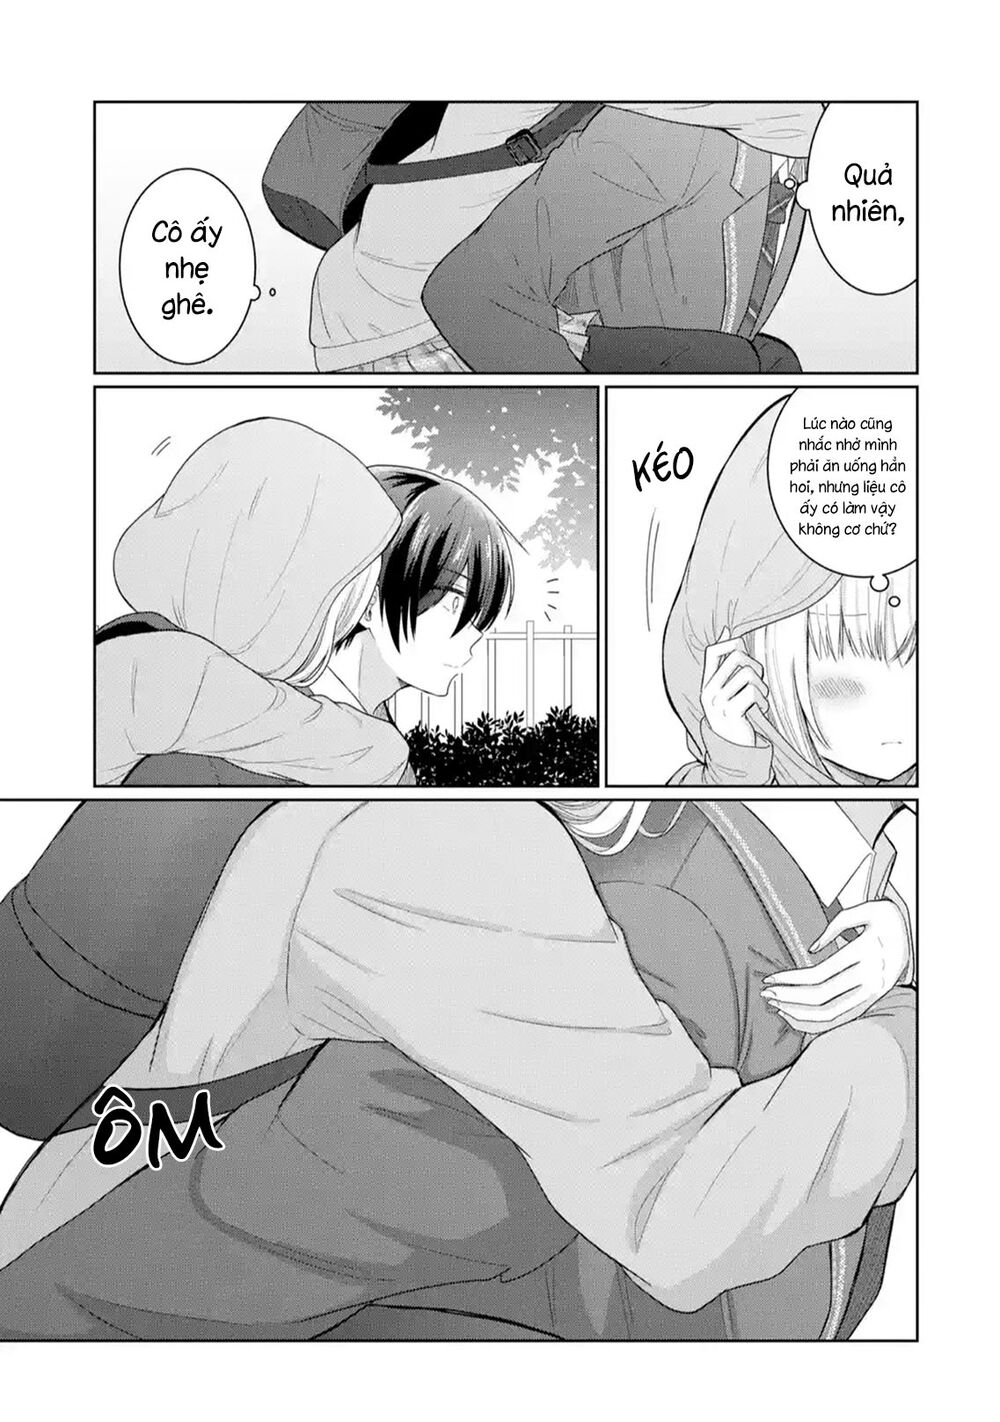 Quả
nhiên,
Cô ấy
nhẹ
ghê.
Lúc nào cũng
nhắc nhở mình
phải ăn uống hẳn
hoi, nhưng liệu cô
ấy có làm vậy
không cơ chứ?
KÉO
ÔM